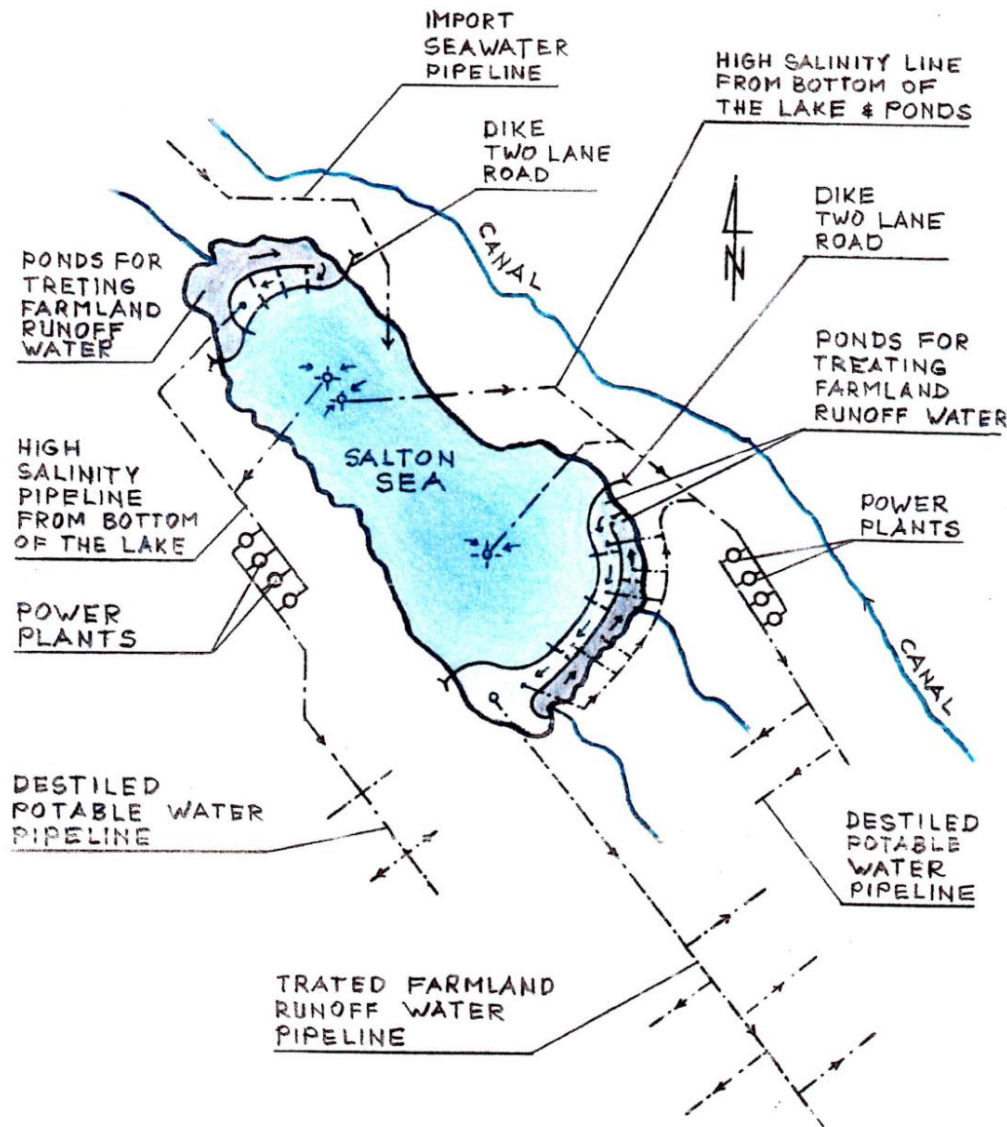 IMPORT
SEAWATER
PIPELINE
HIGH SALINITY LINE
FROM BOTTOM OF
THE LAKE & PONDS
DIKE
TWO LANE
ROAD
DIKE
TWO LANE
ROAD
CANAL
N
PONDS FOR
TRETING
FARMLAND
RUNOFF
WATER
PONDS FOR
TREATING
FARMLAND
RUNOFF WATER
SALTON
SEA
HIGH
SALINITY
PIPELINE
FROM BOTTOM
OF THE LAKE
POWER
PLANTS
POWER
PLANTS
CANAL
DESTILED
POTABLE WATER
PIPELINE
DESTILED
POTABLE
WATER
PIPELINE
TRATED FARMLAND
RUNOFF WATER
PIPELINE